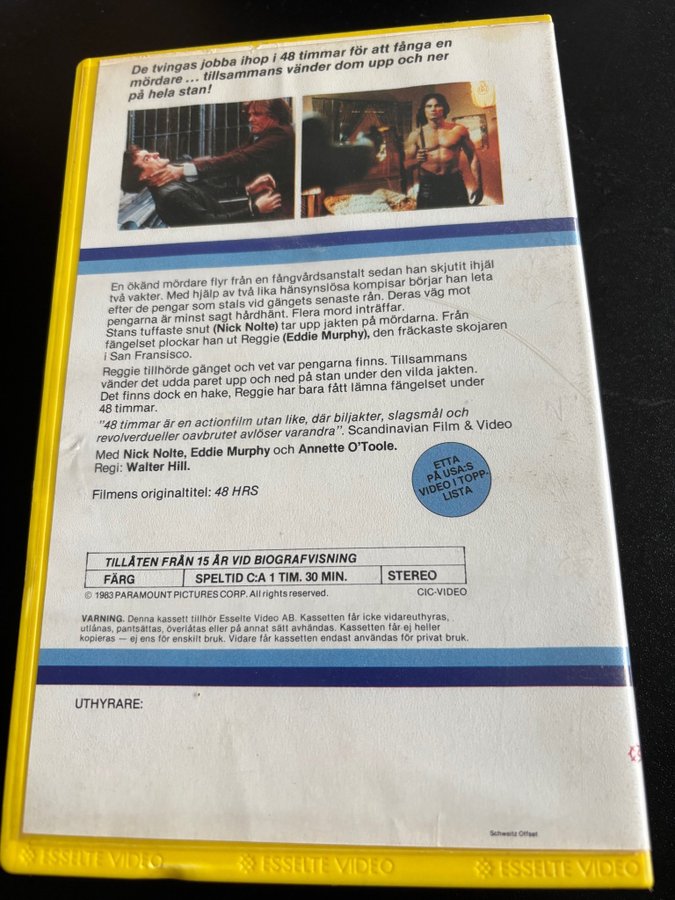 De tvingas jobba ihop i 48 timmar för att fånga en
mördare ... tillsammans vänder dom upp och ner
på hela stan!
En ökänd mördare flyr från en fångvårdsanstalt sedan han skjutit ihjäl
två vakter. Med hjälp av två lika hänsynslösa kompisar börjar han leta
efter de pengar som stals vid gängets senaste rån. Deras väg mot
pengarna är minst sagt hårdhänt. Flera mord inträffar.
Stans tuffaste snut (Nick Nolte) tar upp jakten på mördarna. Från
fängelset plockar han ut Reggie (Eddie Murphy), den fräckaste skojaren
i San Fransisco.
Reggie tillhörde gänget och vet var pengarna finns. Tillsammans
vänder det udda paret upp och ned på stan under den vilda jakten.
Det finns dock en hake, Reggie har bara fått lämna fängelset under
48 timmar.
"48 timmar är en actionfilm utan like, där biljakter, slagsmål och
revolverdueller oavbrutet avlöser varandra". Scandinavian Film & Video
Med Nick Nolte, Eddie Murphy och Annette O'Toole.
Regi: Walter Hill.
ETTA
PÅ USA:S
VIDEO I TOPP-
LISTA
Filmens originaltitel: 48 HRS
TILLÅTEN FRÅN 15 ÅR VID BIOGRAFVISNING
FÄRG SPELTID C:A 1 TIM. 30 MIN. STEREO
© 1983 PARAMOUNT PICTURES CORP. All rights reserved. CIC-VIDEO
VARNING. Denna kassett tillhör Esselte Video AB. Kassetten får icke vidareuthyras,
utlånas, pantsättas, överlåtas eller på annat sätt avhändas. Kassetten får ej heller
kopieras — ej ens för enskilt bruk. Vidare får kassetten endast användas för privat bruk.
UTHYRARE:
Schweitz Offset
ESSELTE VIDEO ESSELTE VIDEO ESSELTE VIDEO